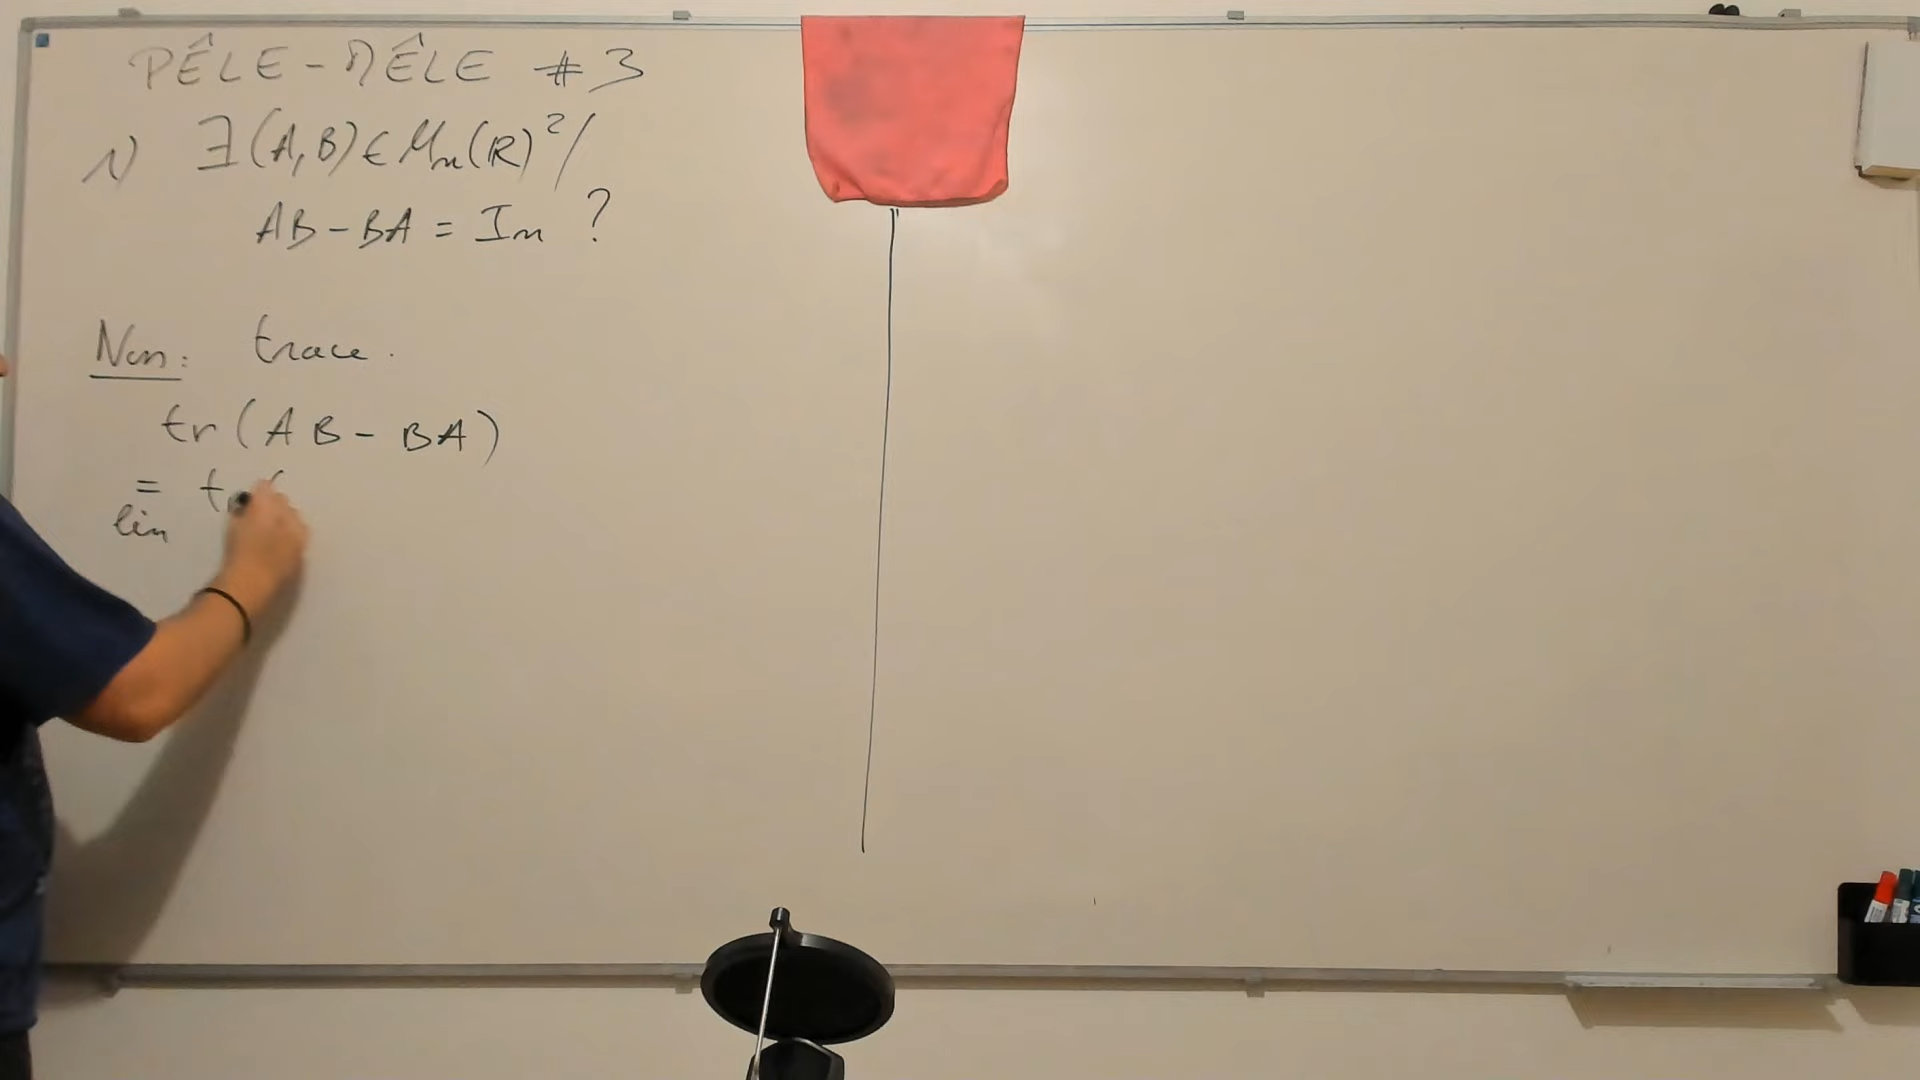 PÊLE-MÊLE #3
1) ∃(A,B)∈Mn(R)²/
AB-BA = In ?
Non: trace.
tr(AB-BA)
= tr(
lin